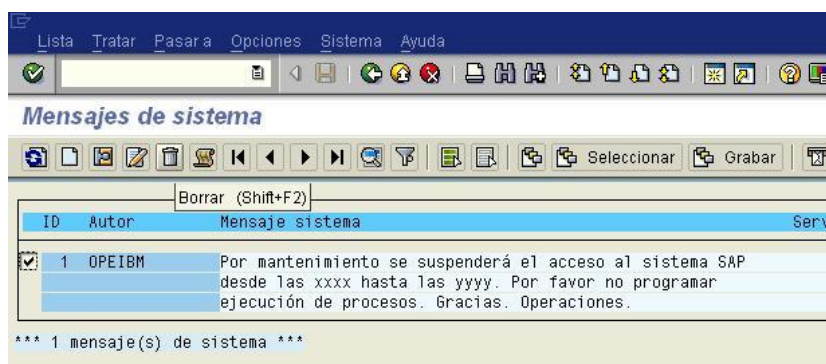 Lista Tratar Pasar a Opciones Sistema Ayuda
Mensajes de sistema
Seleccionar Grabar
Borrar (Shift+F2)
ID Autor Mensaje sistema Serv
1 OPEIBM Por mantenimiento se suspenderá el acceso al sistema SAP
desde las xxxx hasta las yyyy. Por favor no programar
ejecución de procesos. Gracias. Operaciones.
*** 1 mensaje(s) de sistema ***